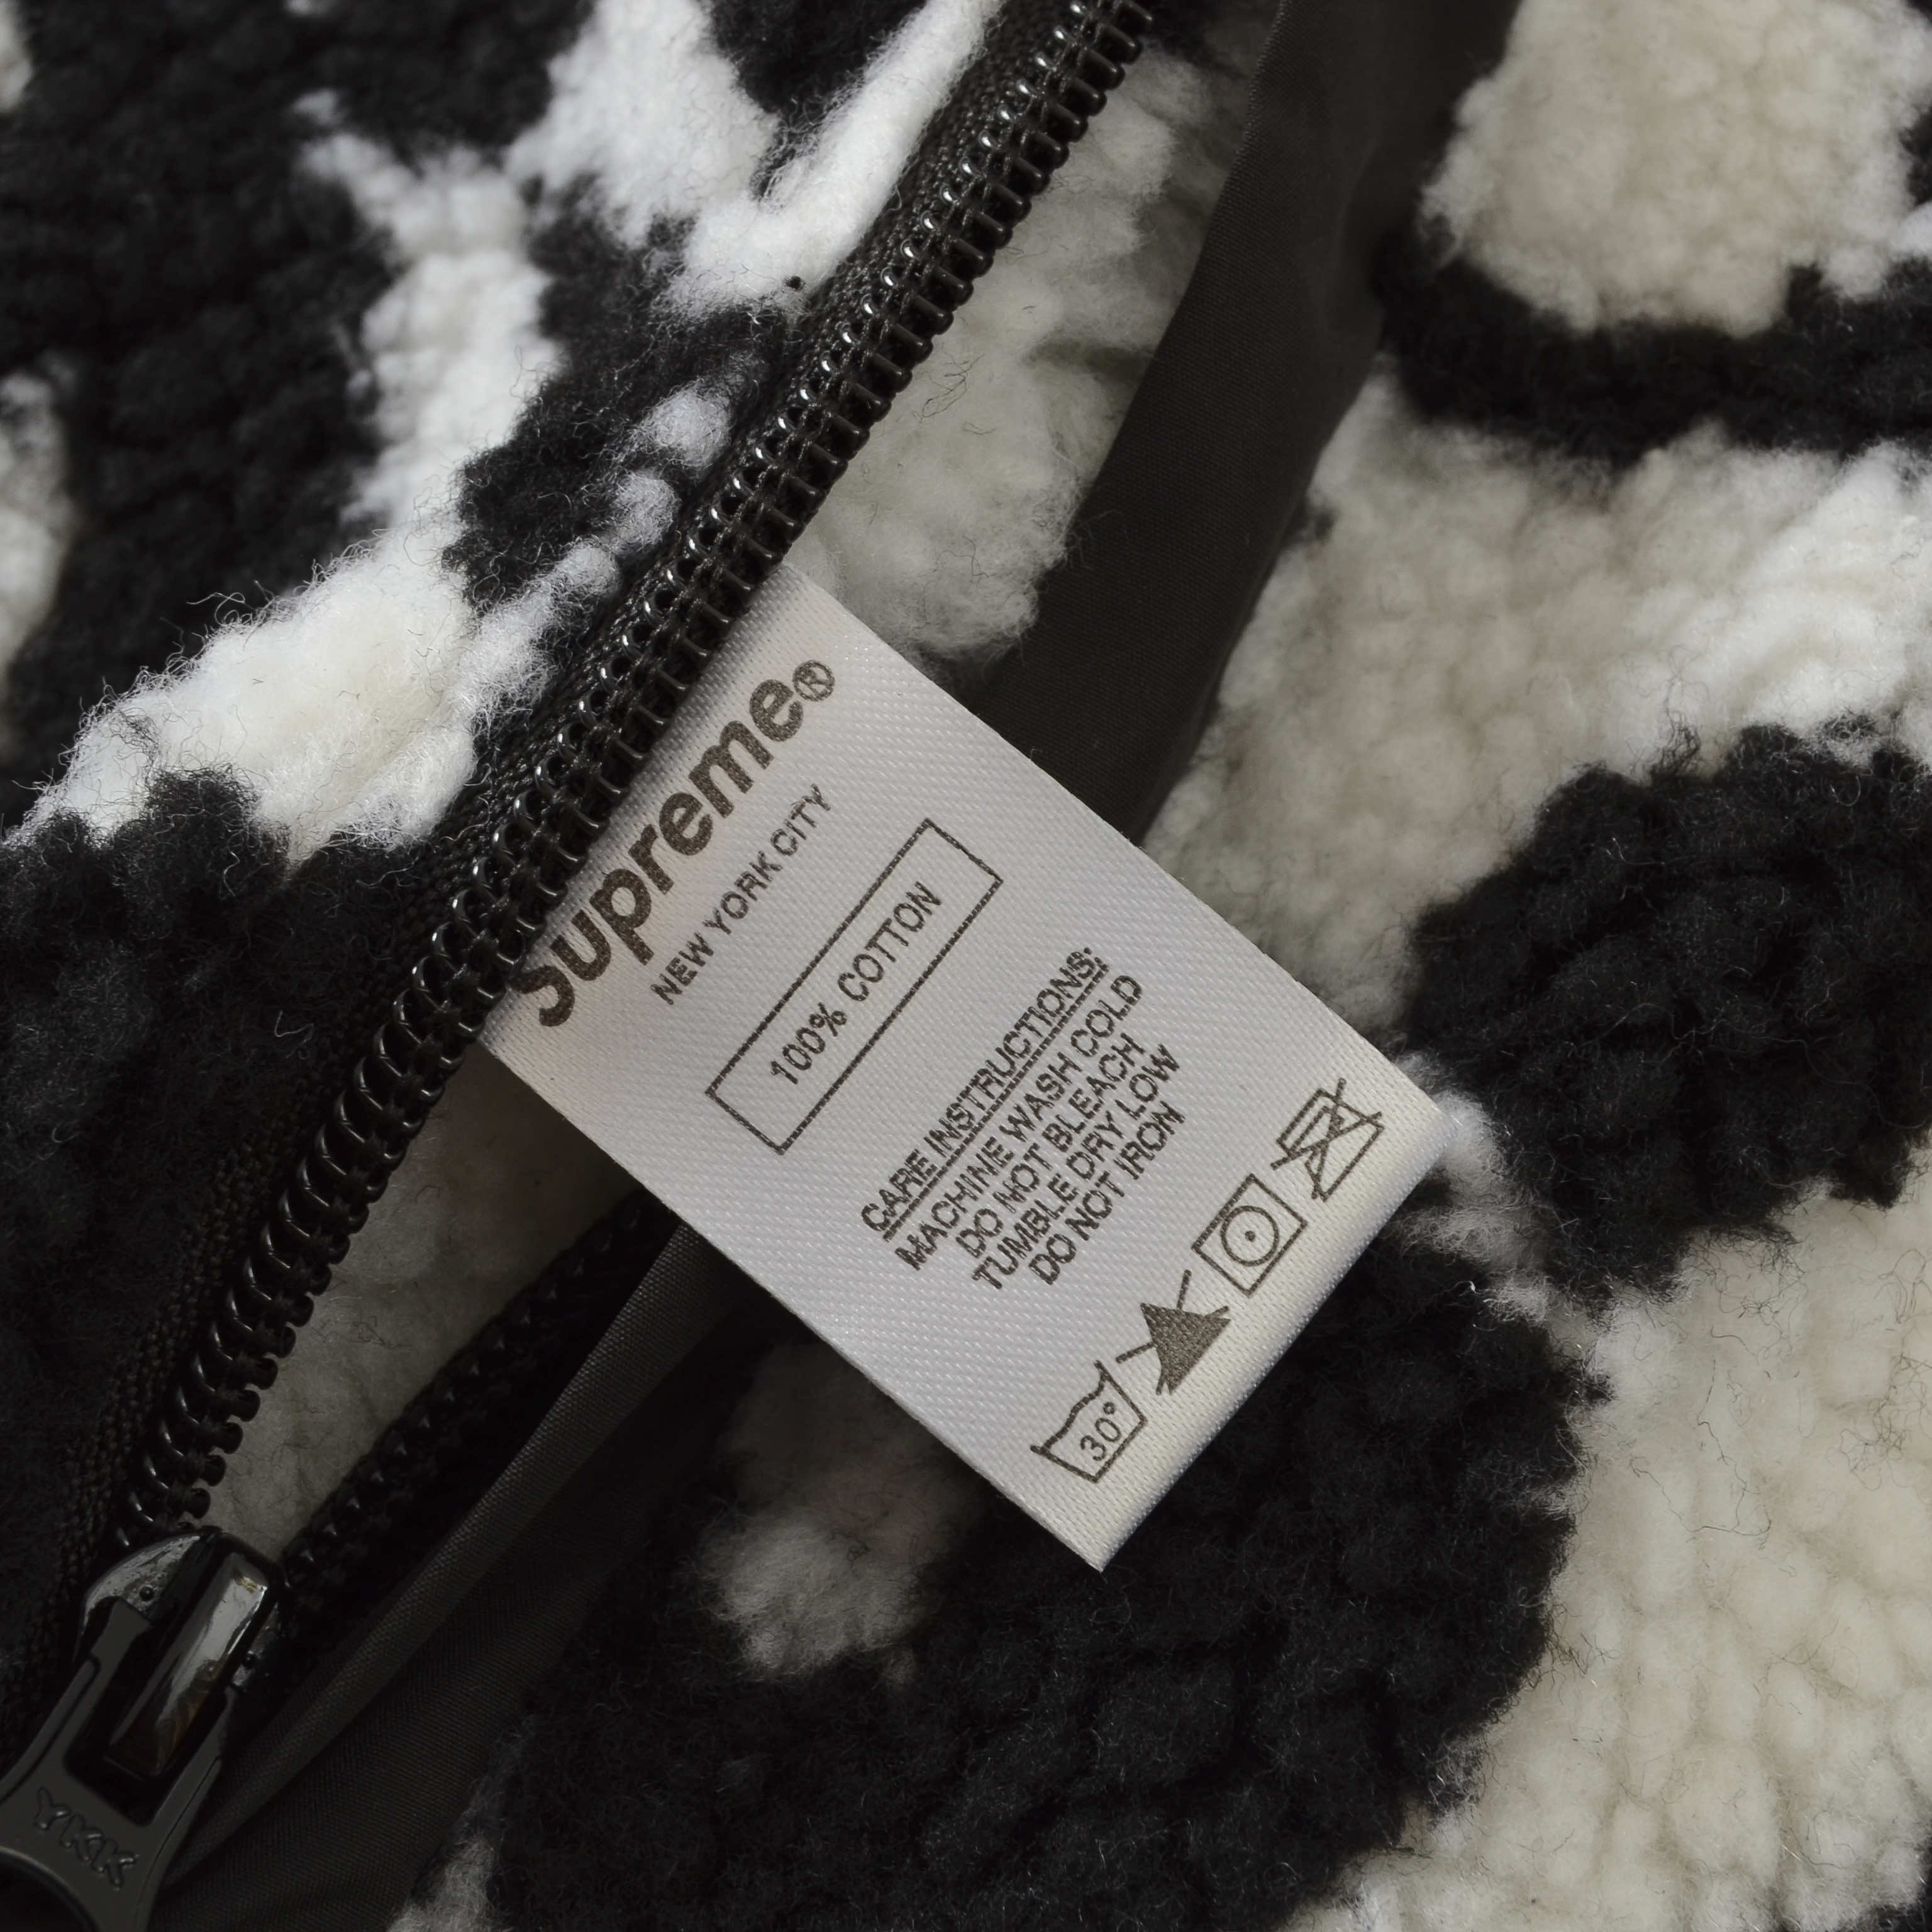 Supreme®
NEW YORK CITY
100% COTTON
CARE INSTRUCTIONS:
MACHINE WASH COLD
DO NOT BLEACH
TUMBLE DRY LOW
DO NOT IRON
30°
YKK